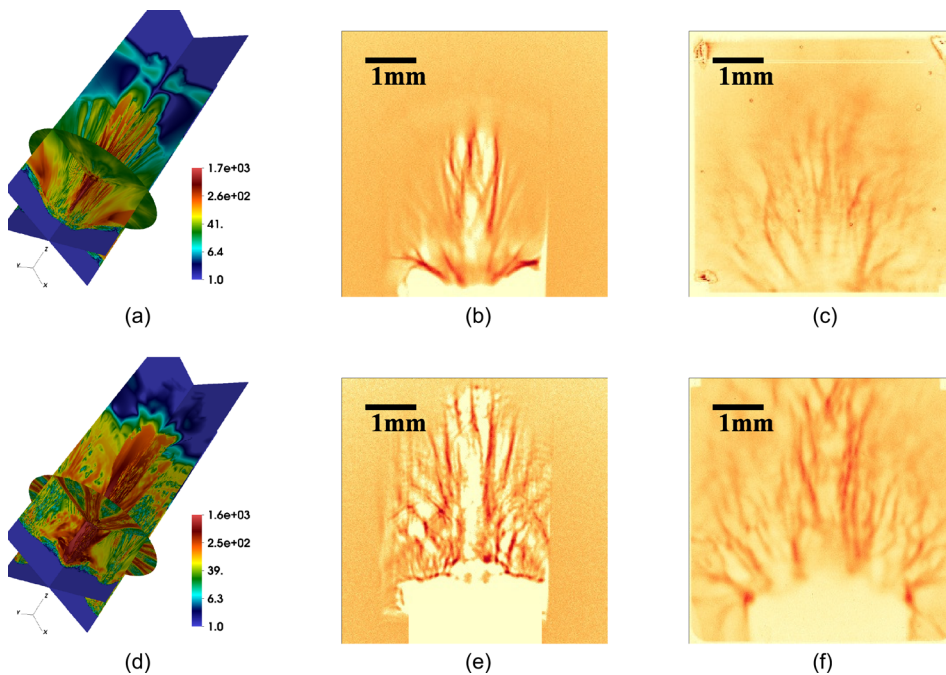 1.7e+03
2.6e+02
41.
6.4
1.0
z
Y
X
1mm
1mm
(a)
(b)
(c)
1.6e+03
2.5e+02
39.
6.3
1.0
z
Y
X
1mm
1mm
(d)
(e)
(f)